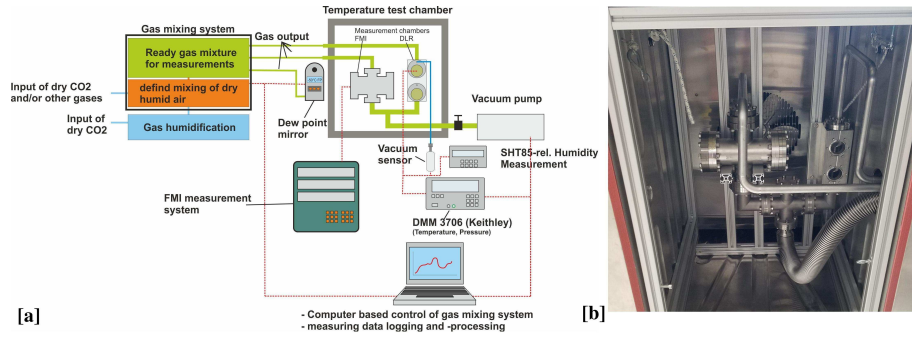 Temperature test chamber
Gas mixing system
Gas output
Measurement chambers
FMI
DLR
Ready gas mixture
for measurements
Input of dry CO2
and/or other gases
defind mixing of dry
humid air
Input of
dry CO2
Gas humidification
Dew point
mirror
Vacuum pump
Vacuum
sensor
SHT85-rel. Humidity
Measurement
FMI measurement
system
DMM 3706 (Keithley)
(Temperature, Pressure)
[a]
- Computer based control of gas mixing system
- measuring data logging and -processing
[b]